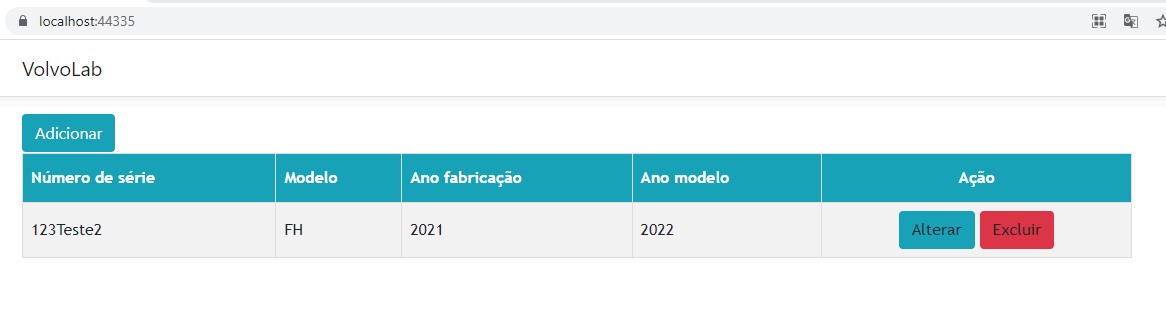 localhost:44335
VolvoLab
Adicionar
Número de série Modelo Ano fabricação Ano modelo Ação
123Teste2 FH 2021 2022 Alterar Excluir